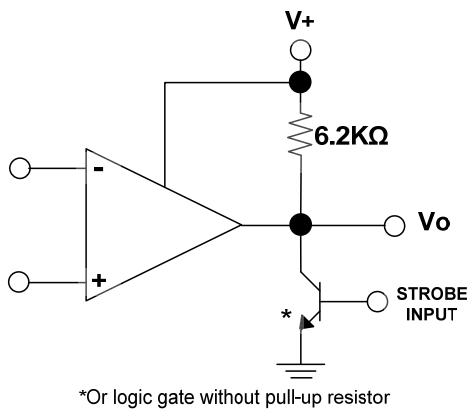 V+
6.2KΩ
-
+
Vo
STROBE
INPUT
*
*Or logic gate without pull-up resistor